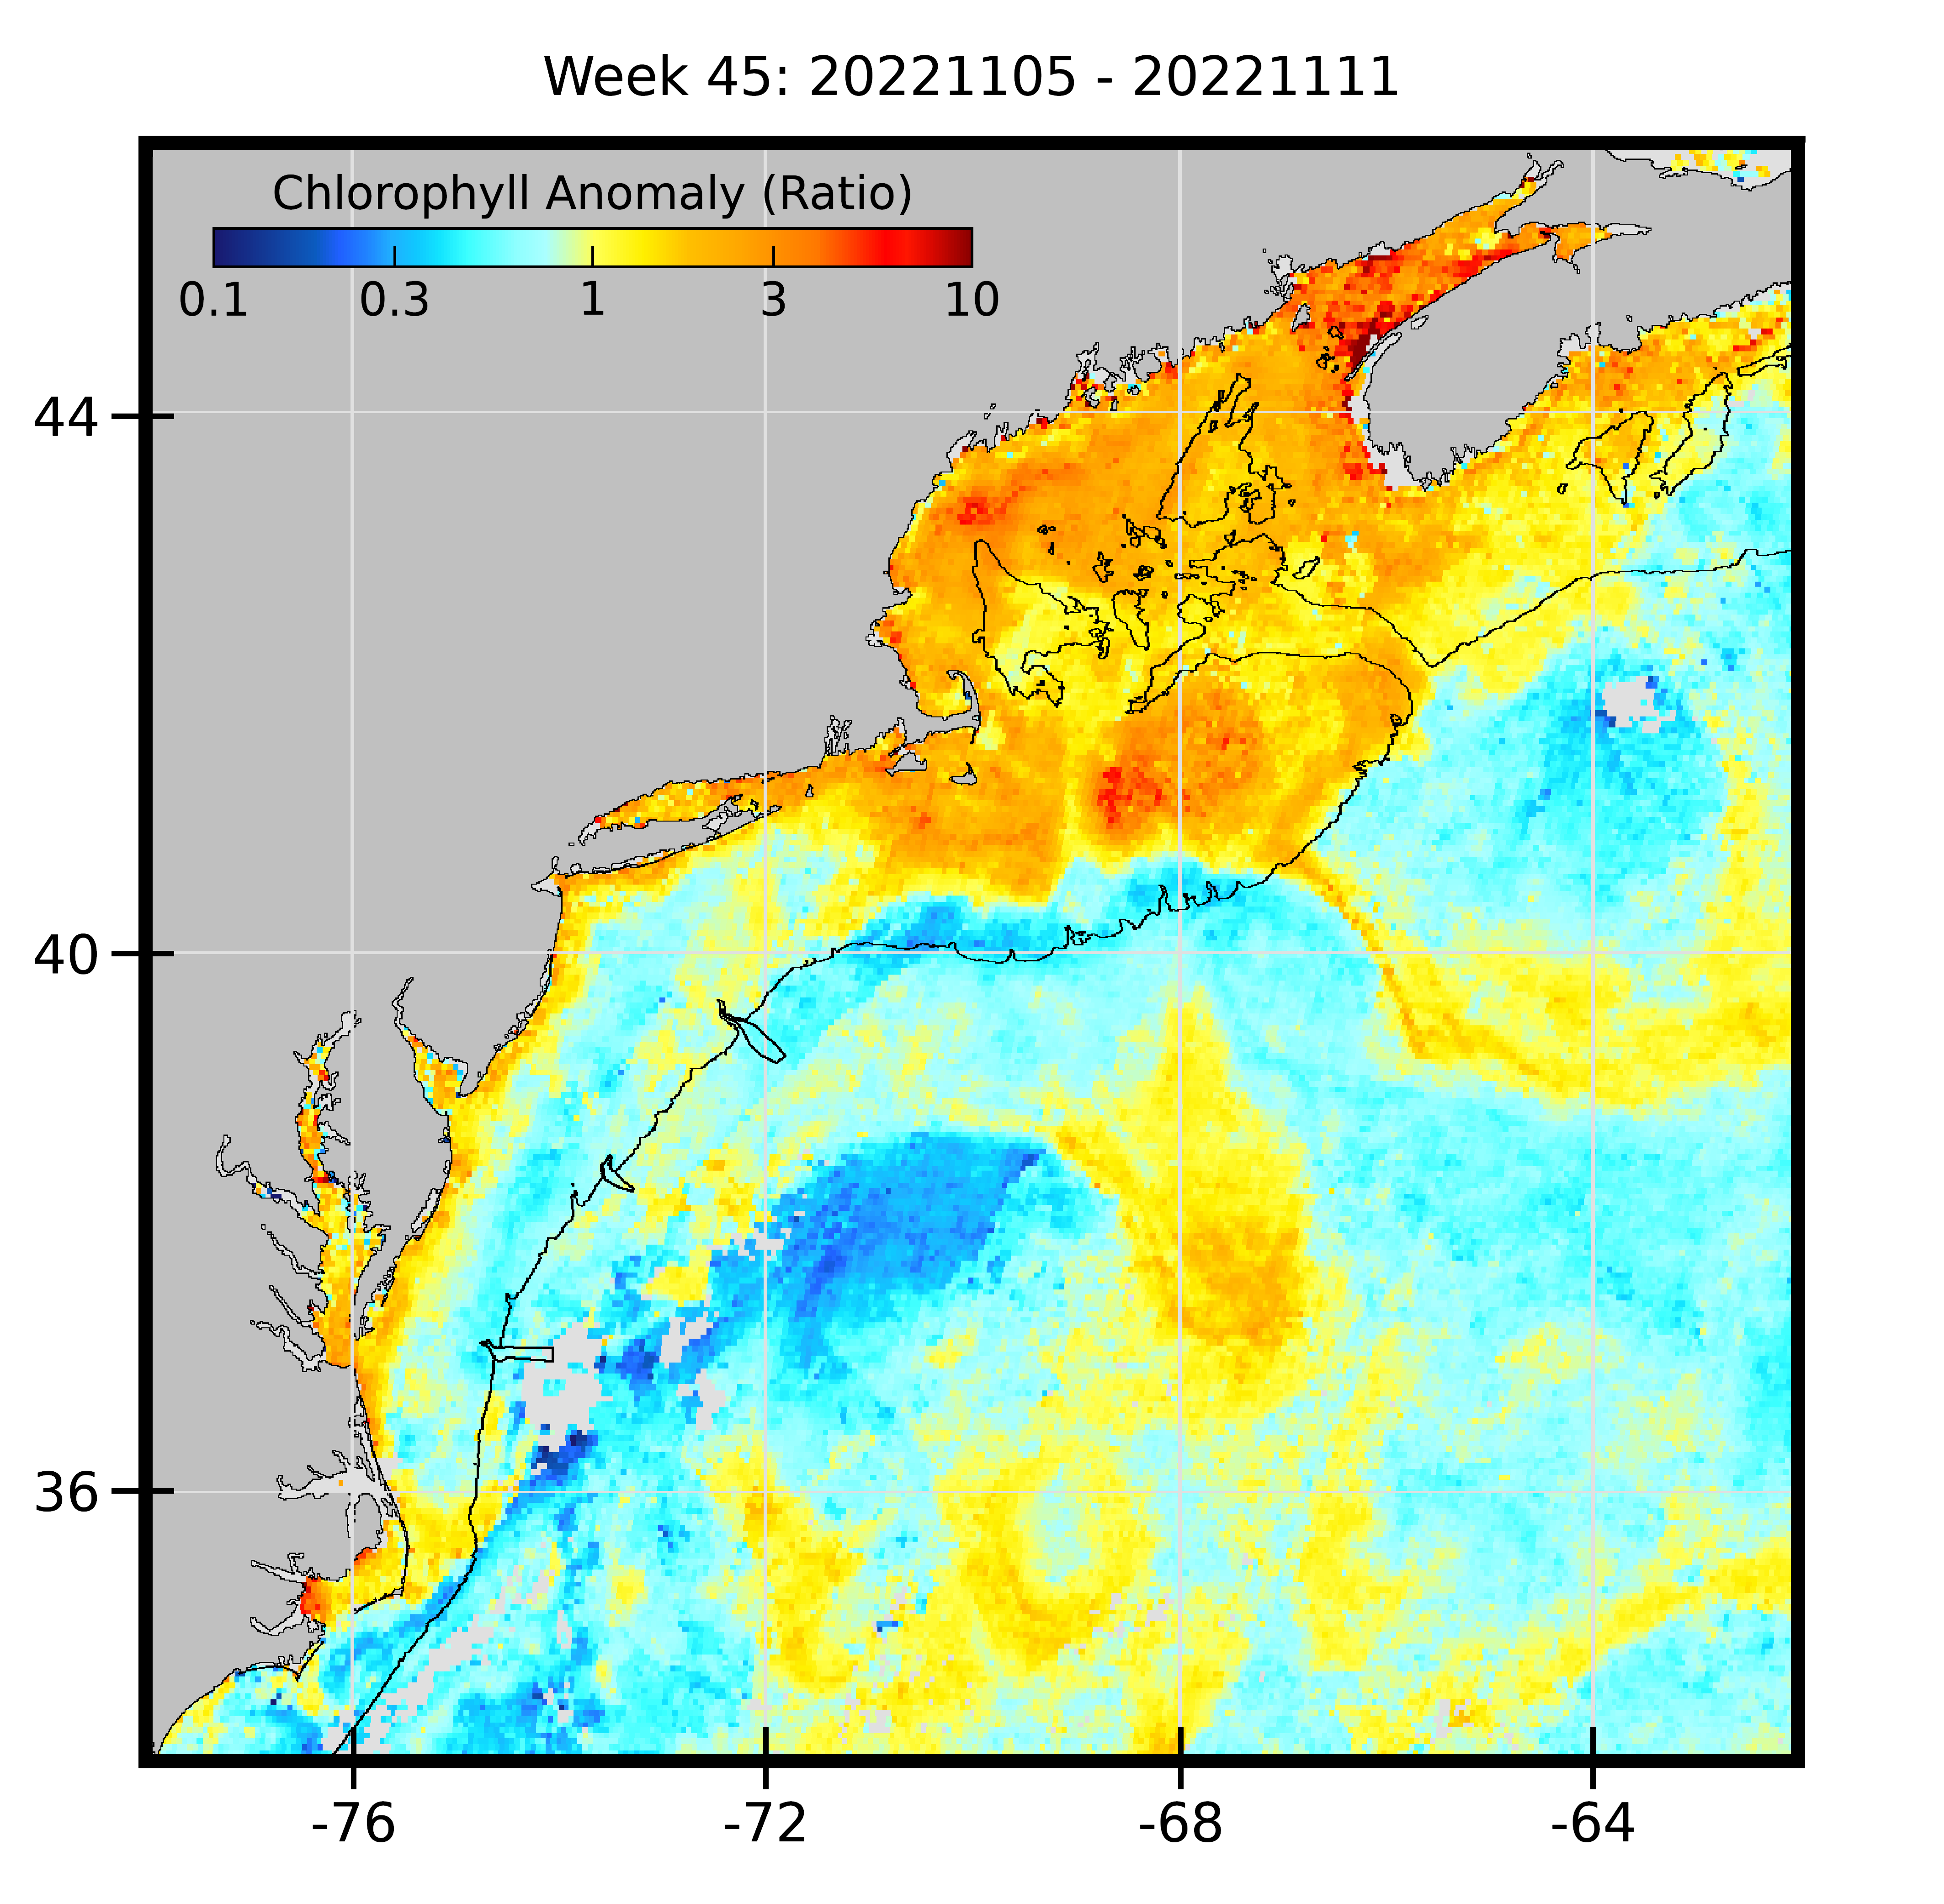 Week 45: 20221105 - 20221111
Chlorophyll Anomaly (Ratio)
0.1 0.3 1 3 10
44
40
36
-76 -72 -68 -64